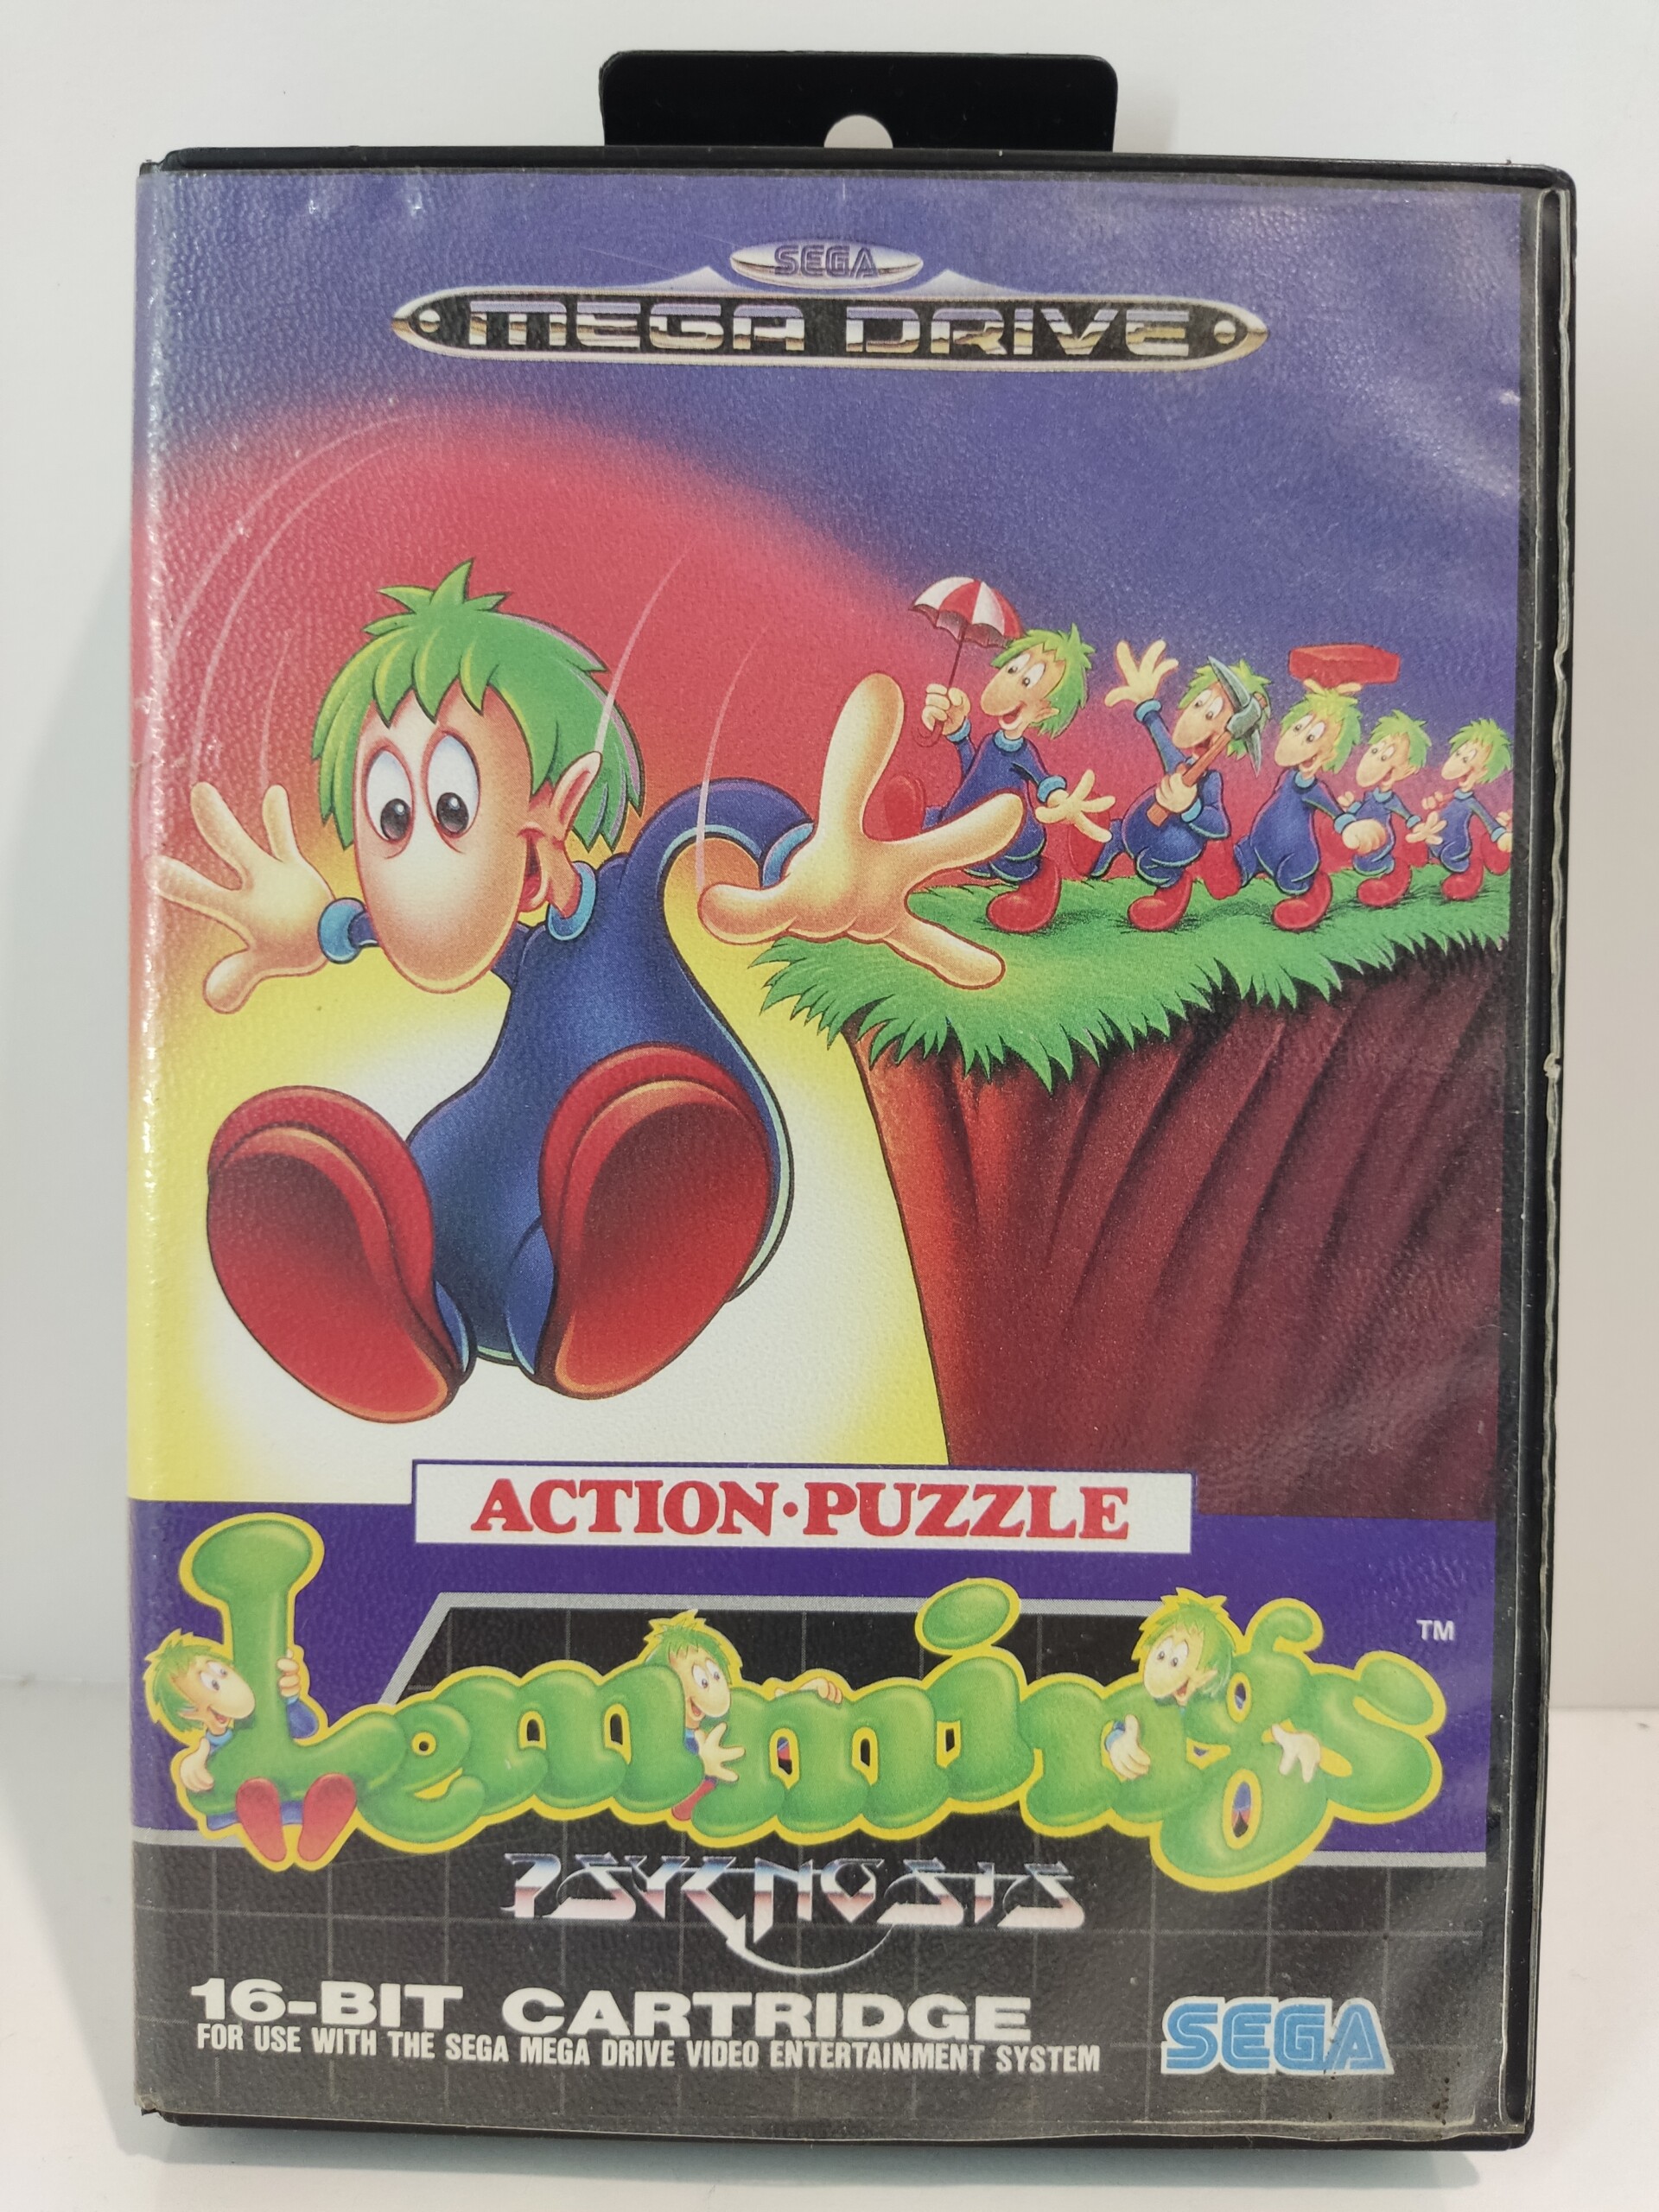 SEGA
MEGA DRIVE
ACTION·PUZZLE
Lemmings
TM
PSYGNOSIS
16-BIT CARTRIDGE
FOR USE WITH THE SEGA MEGA DRIVE VIDEO ENTERTAINMENT SYSTEM
SEGA